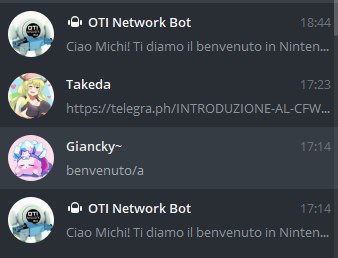 OTI Network Bot 18:44
Ciao Michi! Ti diamo il benvenuto in Ninten...
Takeda 17:23
https://telegra.ph/INTRODUZIONE-AL-CFW...
Giancky~ 17:14
benvenuto/a
OTI Network Bot 17:14
Ciao Michi! Ti diamo il benvenuto in Ninten...